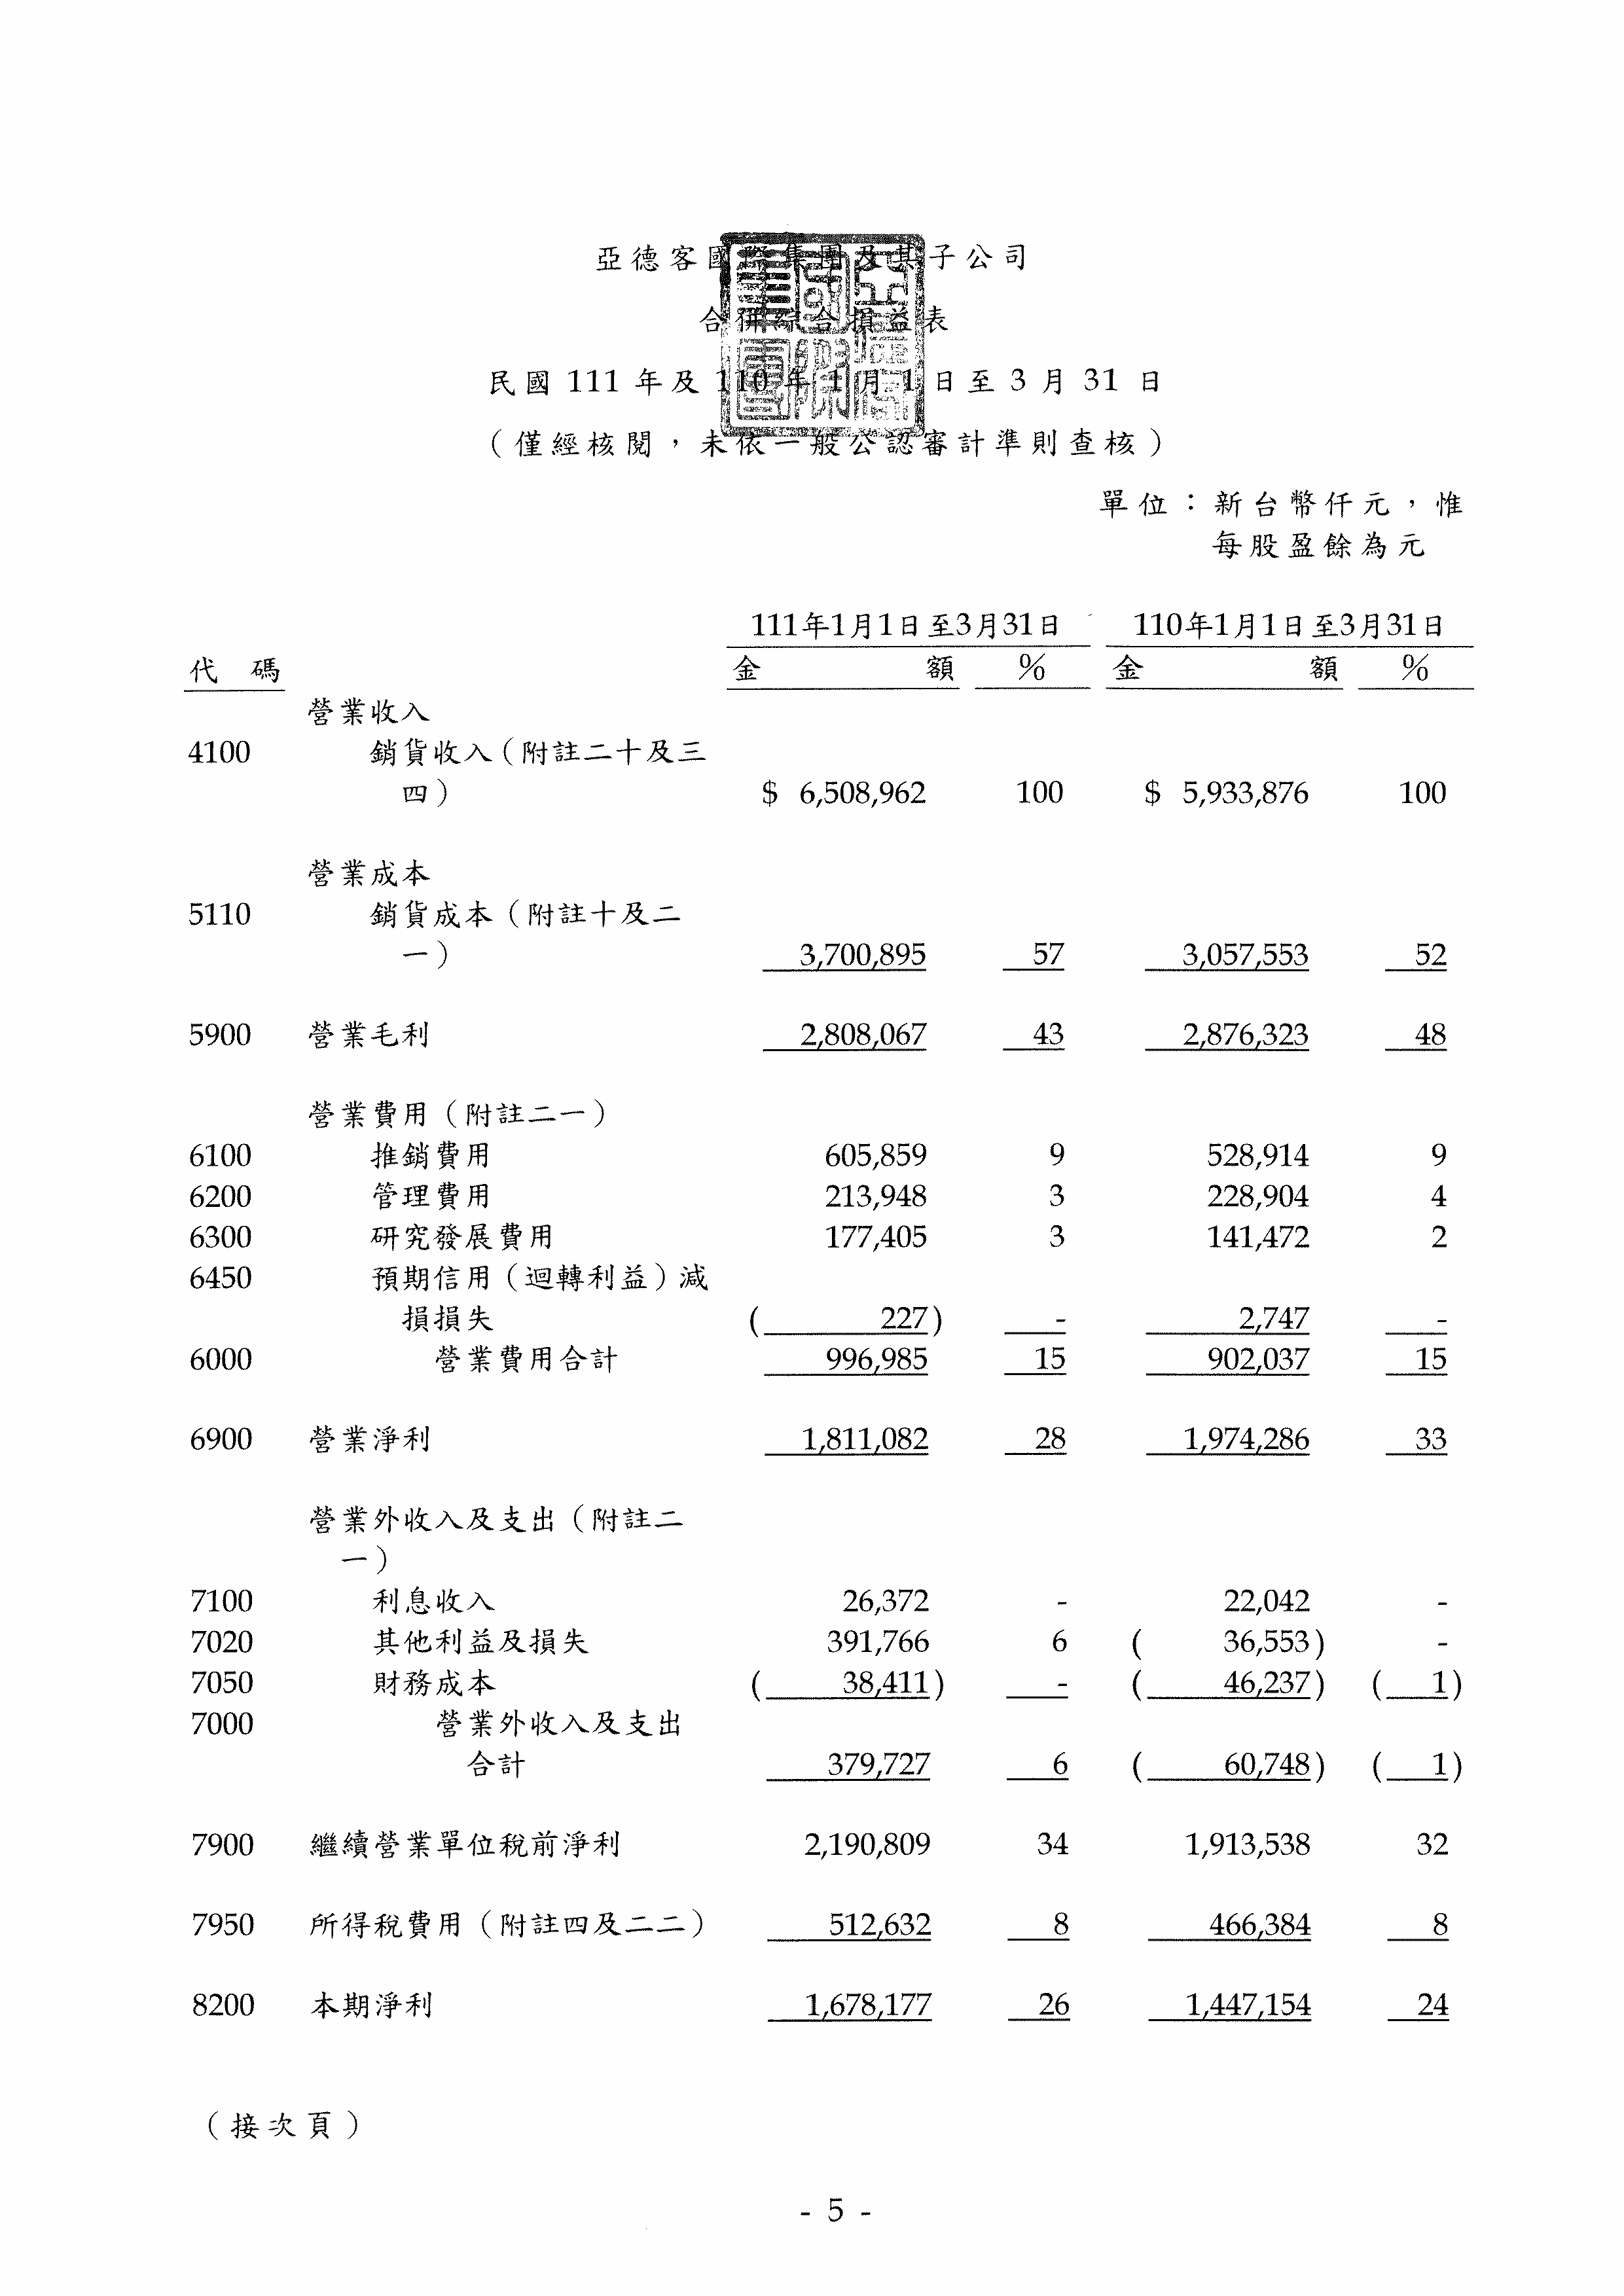 亞德客國際集團及其子公司
合併綜合損益表
民國 111 年及 110 年 1 月 1 日至 3 月 31 日
（僅經核閱，未依一般公認審計準則查核）
單位：新台幣仟元，惟
每股盈餘為元
111年1月1日至3月31日 110年1月1日至3月31日
代 碼 金 額 % 金 額 %
營業收入
4100 銷貨收入（附註二十及三
四） $ 6,508,962 100 $ 5,933,876 100
營業成本
5110 銷貨成本（附註十及二
一） 3,700,895 57 3,057,553 52
5900 營業毛利 2,808,067 43 2,876,323 48
營業費用（附註二一）
6100 推銷費用 605,859 9 528,914 9
6200 管理費用 213,948 3 228,904 4
6300 研究發展費用 177,405 3 141,472 2
6450 預期信用（迴轉利益）減
損損失 ( 227) - 2,747 -
6000 營業費用合計 996,985 15 902,037 15
6900 營業淨利 1,811,082 28 1,974,286 33
營業外收入及支出（附註二
一）
7100 利息收入 26,372 - 22,042 -
7020 其他利益及損失 391,766 6 ( 36,553) -
7050 財務成本 ( 38,411) - ( 46,237) ( 1)
7000 營業外收入及支出
合計 379,727 6 ( 60,748) ( 1)
7900 繼續營業單位稅前淨利 2,190,809 34 1,913,538 32
7950 所得稅費用（附註四及二二） 512,632 8 466,384 8
8200 本期淨利 1,678,177 26 1,447,154 24
（接次頁）
- 5 -